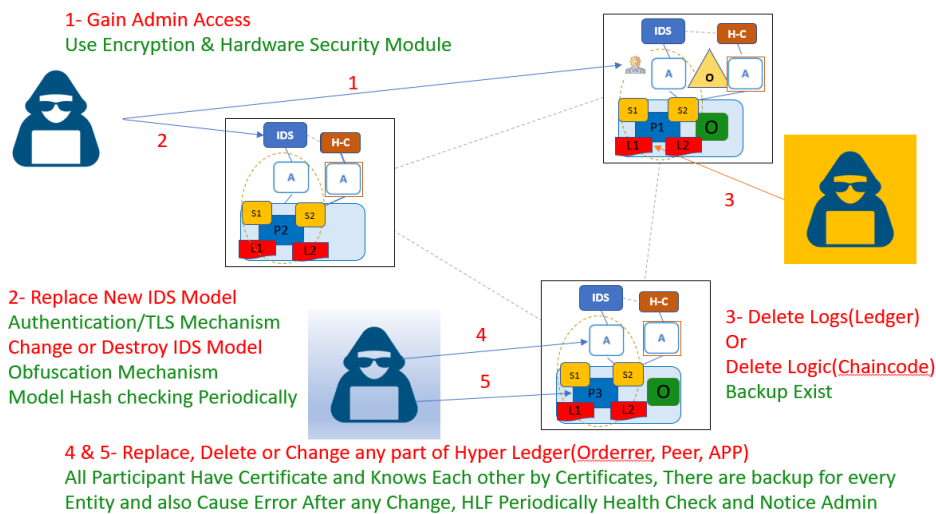 1- Gain Admin Access
Use Encryption & Hardware Security Module
1
2
IDS
H-C
A
O
A
S1
S2
P1
O
L1
L2
3
IDS
H-C
A
A
S1
S2
P2
L1
L2
2- Replace New IDS Model
Authentication/TLS Mechanism
Change or Destroy IDS Model
Obfuscation Mechanism
Model Hash checking Periodically
4
5
IDS
H-C
A
A
S1
S2
P3
O
L1
L2
3- Delete Logs(Ledger)
Or
Delete Logic(Chaincode)
Backup Exist
4 & 5- Replace, Delete or Change any part of Hyper Ledger(Orderrer, Peer, APP)
All Participant Have Certificate and Knows Each other by Certificates, There are backup for every
Entity and also Cause Error After any Change, HLF Periodically Health Check and Notice Admin